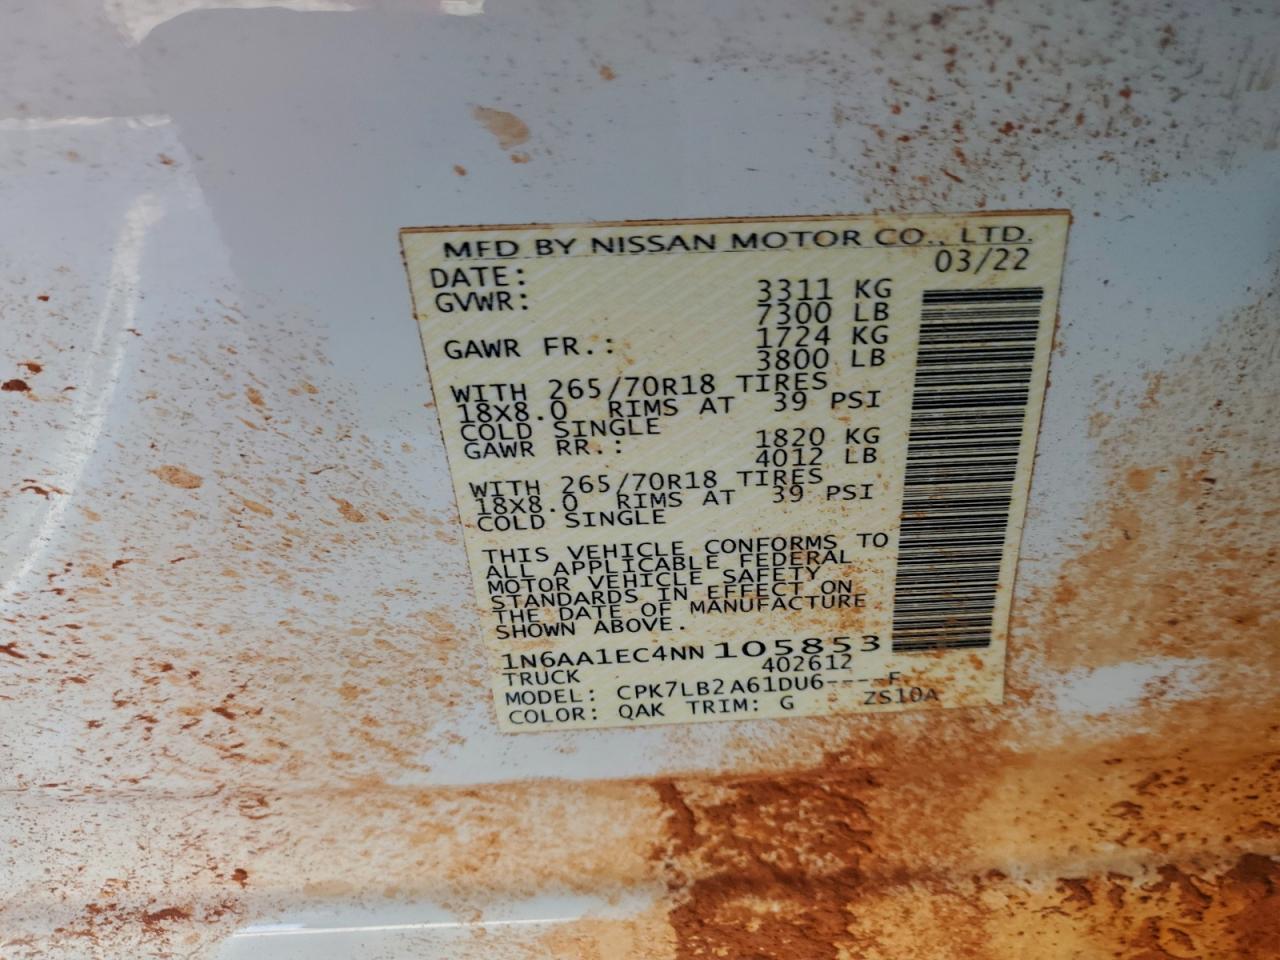 MFD BY NISSAN MOTOR CO., LTD.
DATE: 03/22
GVWR: 3311 KG
7300 LB
GAWR FR.: 1724 KG
3800 LB
WITH 265/70R18 TIRES
18X8.0 RIMS AT 39 PSI
COLD SINGLE
GAWR RR.: 1820 KG
4012 LB
WITH 265/70R18 TIRES
18X8.0 RIMS AT 39 PSI
COLD SINGLE
THIS VEHICLE CONFORMS TO
ALL APPLICABLE FEDERAL
MOTOR VEHICLE SAFETY
STANDARDS IN EFFECT ON
THE DATE OF MANUFACTURE
SHOWN ABOVE.
1N6AA1EC4NN105853
TRUCK 402612
MODEL: CPK7LB2A61DU6----F
COLOR: QAK TRIM: G ZS10A